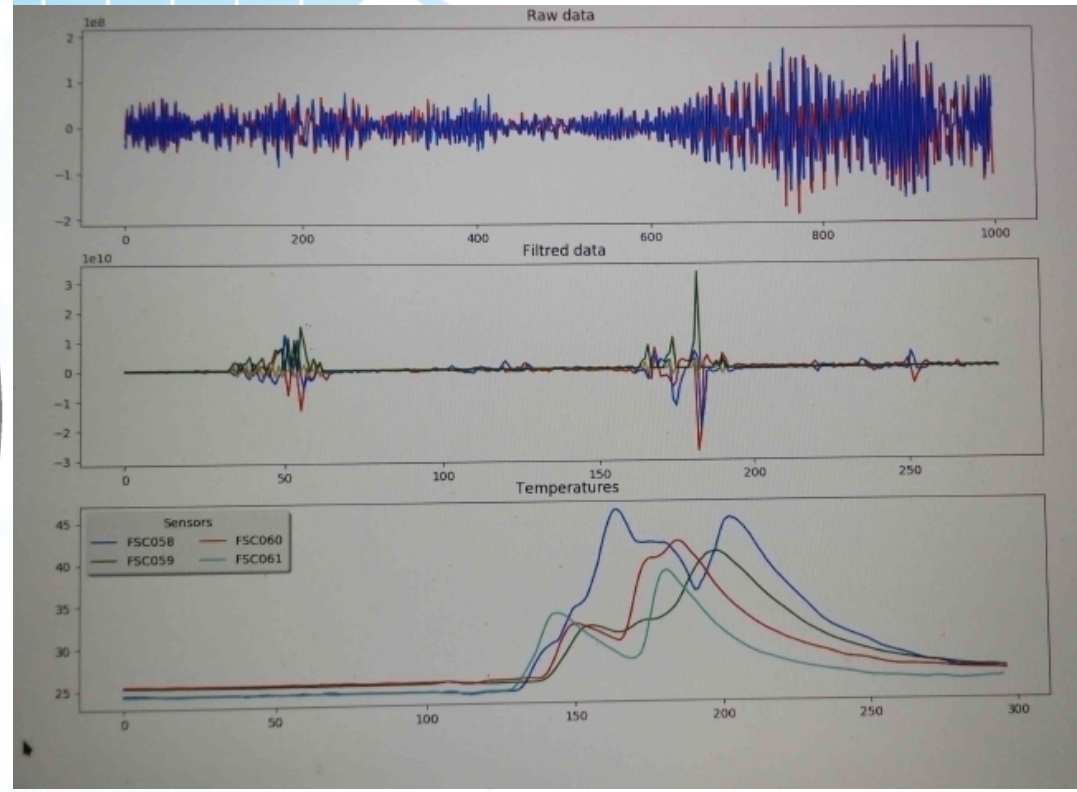 Raw data
1e8
2
1
0
−1
−2
0 200 400 600 800 1000
Filtred data
1e10
3
2
1
0
−1
−2
−3
0 50 100 150 200 250
Temperatures
Sensors
FSC058 FSC060
FSC059 FSC061
45
40
35
30
25
0 50 100 150 200 250 300